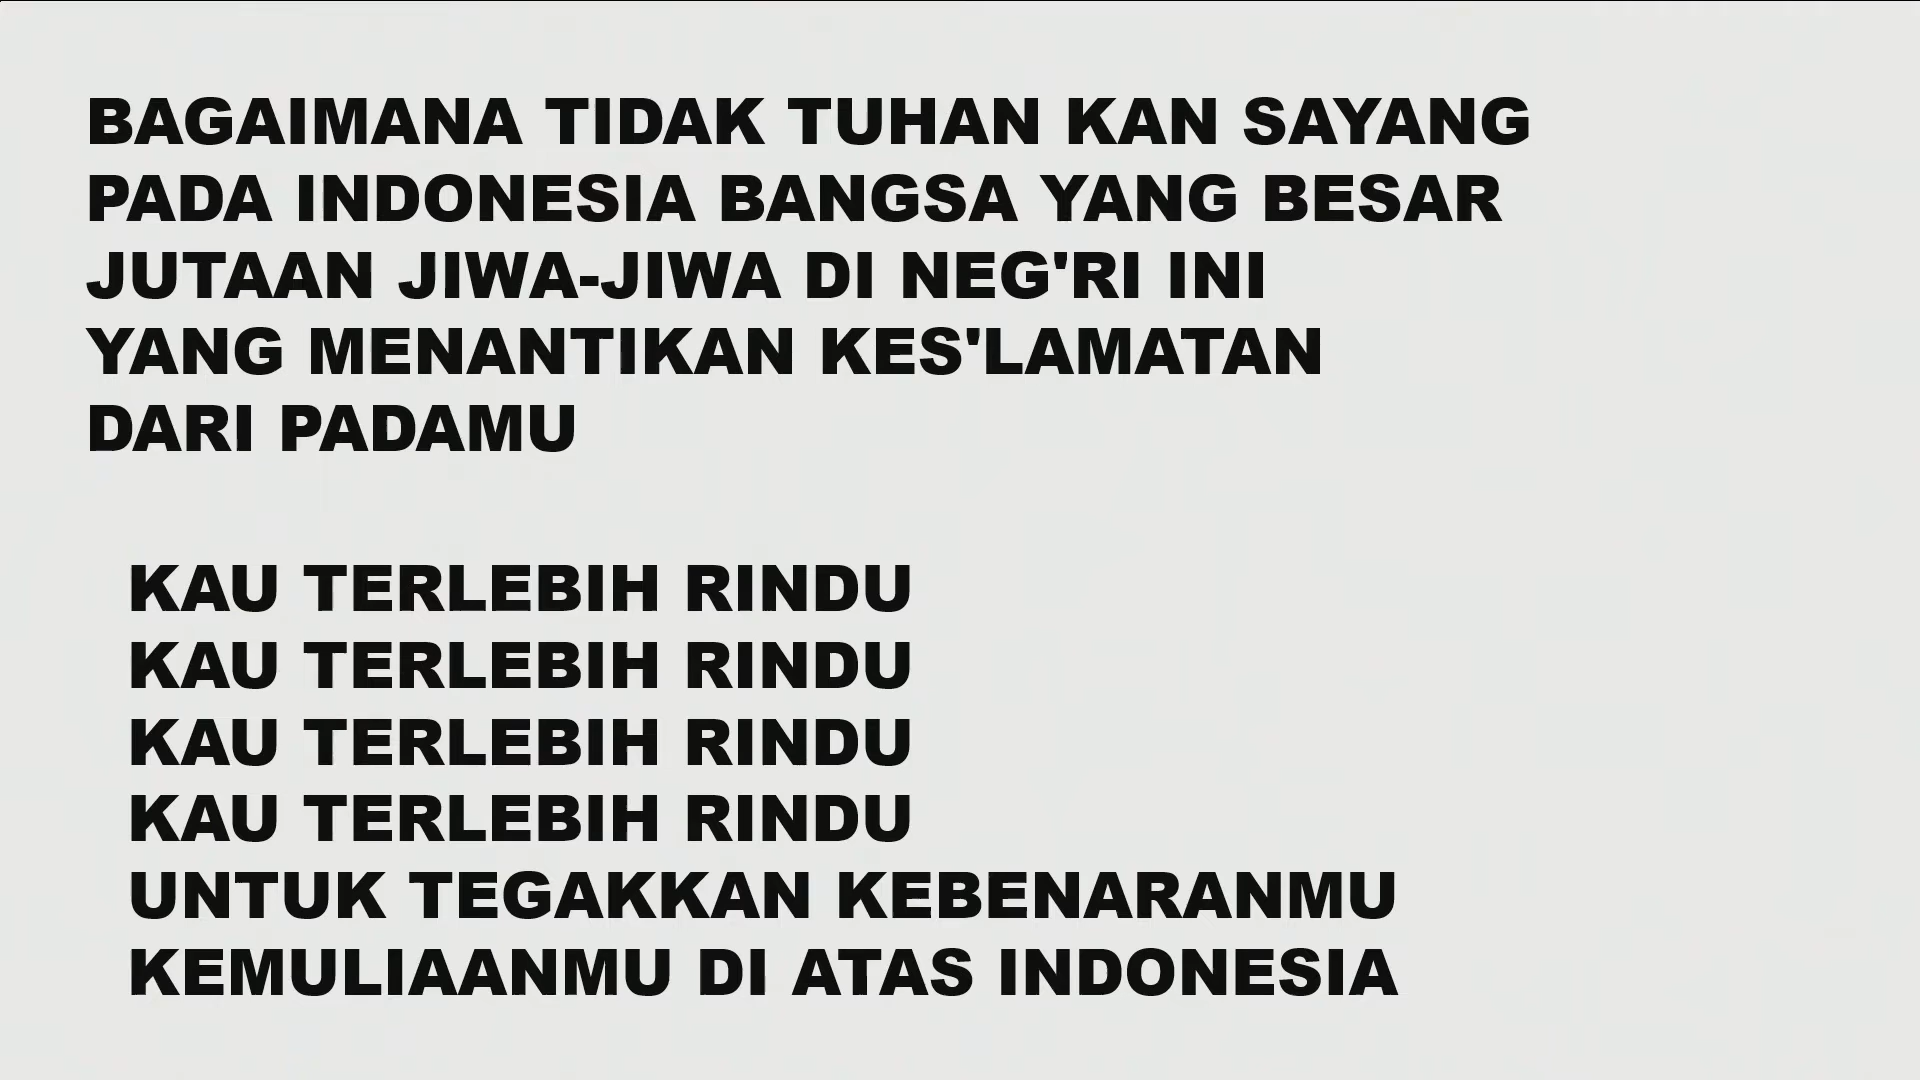 BAGAIMANA TIDAK TUHAN KAN SAYANG
PADA INDONESIA BANGSA YANG BESAR
JUTAAN JIWA-JIWA DI NEG'RI INI
YANG MENANTIKAN KES'LAMATAN
DARI PADAMU
KAU TERLEBIH RINDU
KAU TERLEBIH RINDU
KAU TERLEBIH RINDU
KAU TERLEBIH RINDU
UNTUK TEGAKKAN KEBENARANMU
KEMULIAANMU DI ATAS INDONESIA